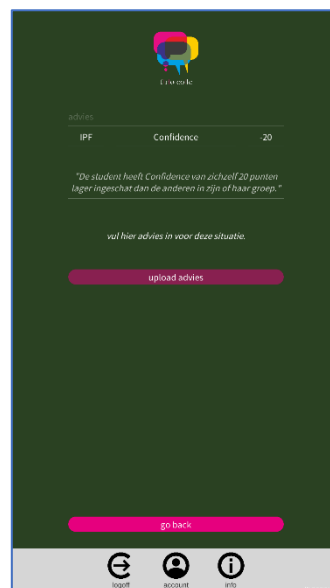 advies
IPF Confidence -20
"De student heeft Confidence van zichzelf 20 punten
lager ingeschat dan de anderen in zijn of haar groep."
vul hier advies in voor deze situatie.
upload advies
go back
logoff account info